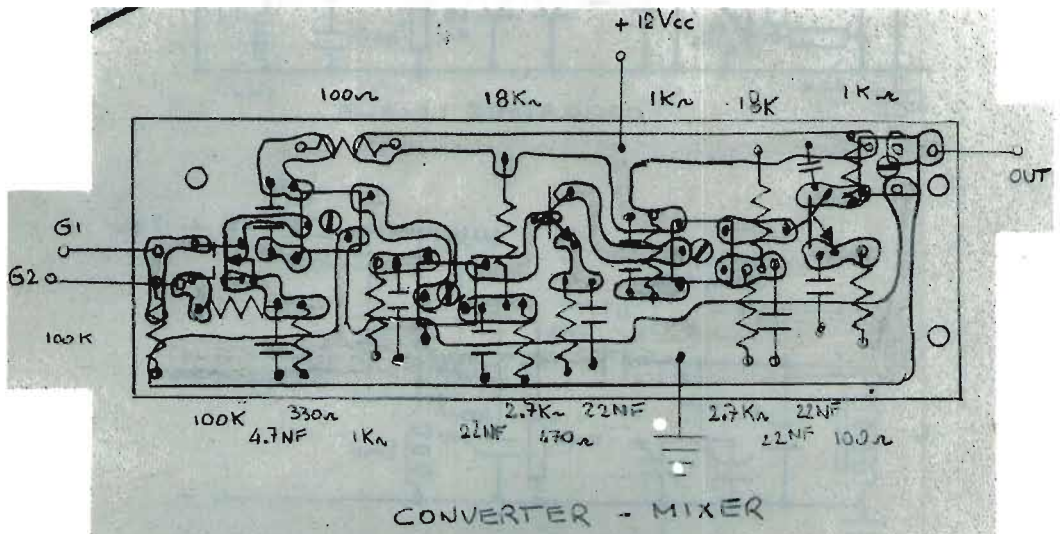 + 12Vcc
100Ω 18KΩ 1KΩ 18K 1KΩ
OUT
G1
G2
100K
100K 330Ω 2.7KΩ 22NF 2.7KΩ 22NF
4.7NF 1KΩ 22NF 470Ω 22NF 100Ω
CONVERTER - MIXER